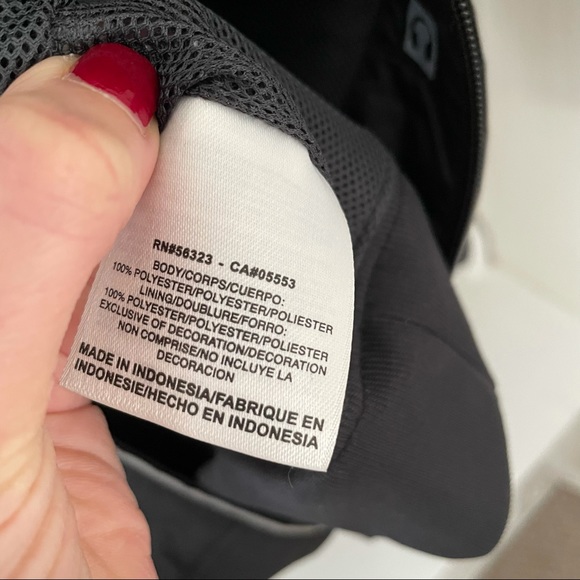 RN#56323 - CA#05553
BODY/CORPS/CUERPO:
100% POLYESTER/POLYESTER/POLIESTER
LINING/DOUBLURE/FORRO:
100% POLYESTER/POLYESTER/POLIESTER
EXCLUSIVE OF DECORATION/DECORATION
NON COMPRISE/NO INCLUYE LA
DECORACION
MADE IN INDONESIA/FABRIQUE EN
INDONESIE/HECHO EN INDONESIA